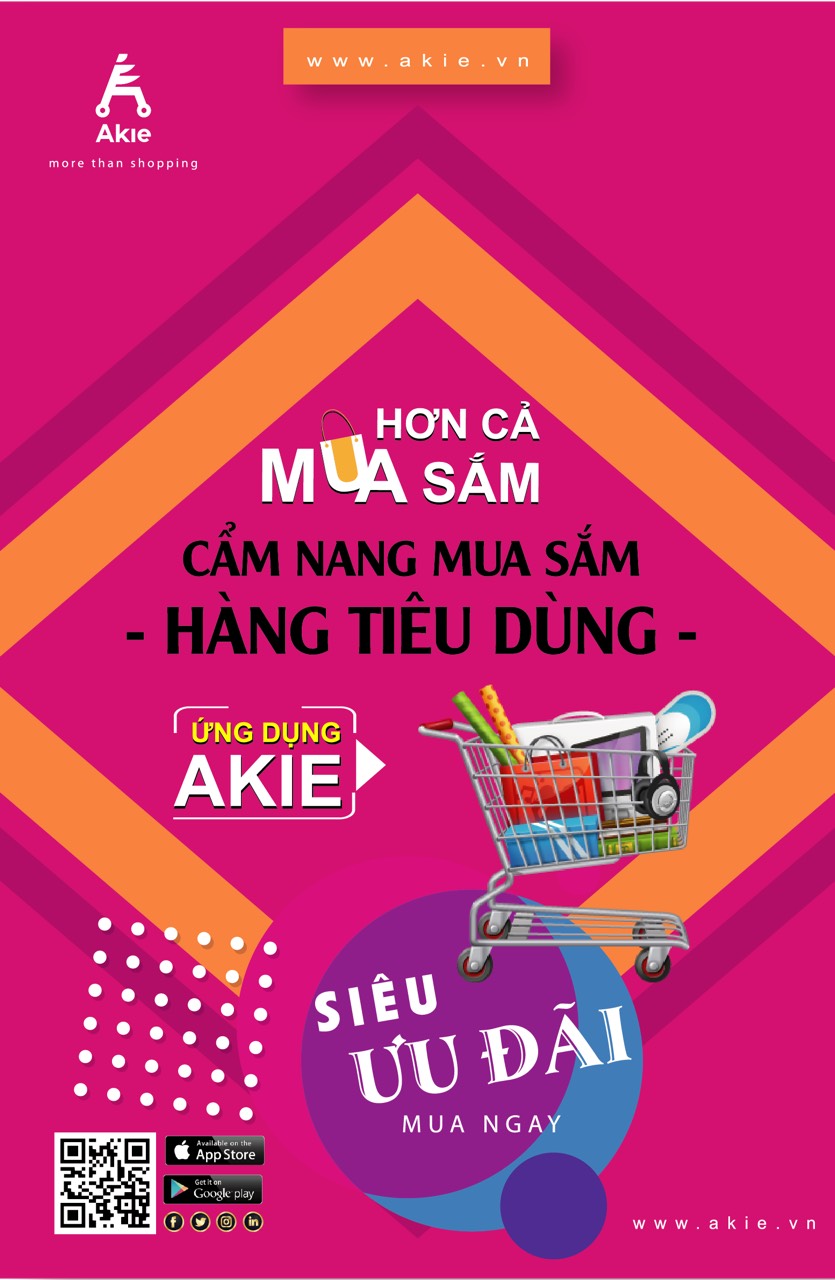 www.akie.vn
Akie
more than shopping
HƠN CẢ
MUA SẮM
CẨM NANG MUA SẮM
- HÀNG TIÊU DÙNG -
ỨNG DỤNG
AKIE
SIÊU
ƯU ĐÃI
MUA NGAY
Available on the
App Store
Get it on
Google play
www.akie.vn